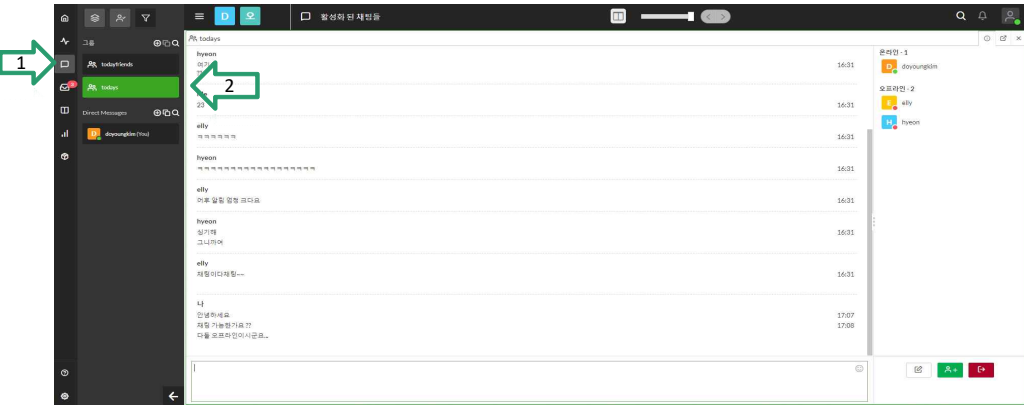 1
2
D
활성화 된 채팅들
그룹
todayfriends
todays
Direct Messages
D
doyoungkim (You)
todays
hyeon
16:31
23
16:31
elly
ㅋㅋㅋㅋㅋㅋ
16:31
hyeon
ㅋㅋㅋㅋㅋㅋㅋㅋㅋㅋㅋㅋㅋㅋㅋㅋㅋㅋ
16:31
elly
어후 알림 엄청 크다요
16:31
hyeon
싱기해
16:31
그니까여
elly
채팅이다채팅~~
16:31
나
안녕하세요
17:07
채팅 가능한가요 ??
17:08
다들 오프라인이시군요...
온라인 - 1
D
doyoungkim
오프라인 - 2
E
elly
H
hyeon